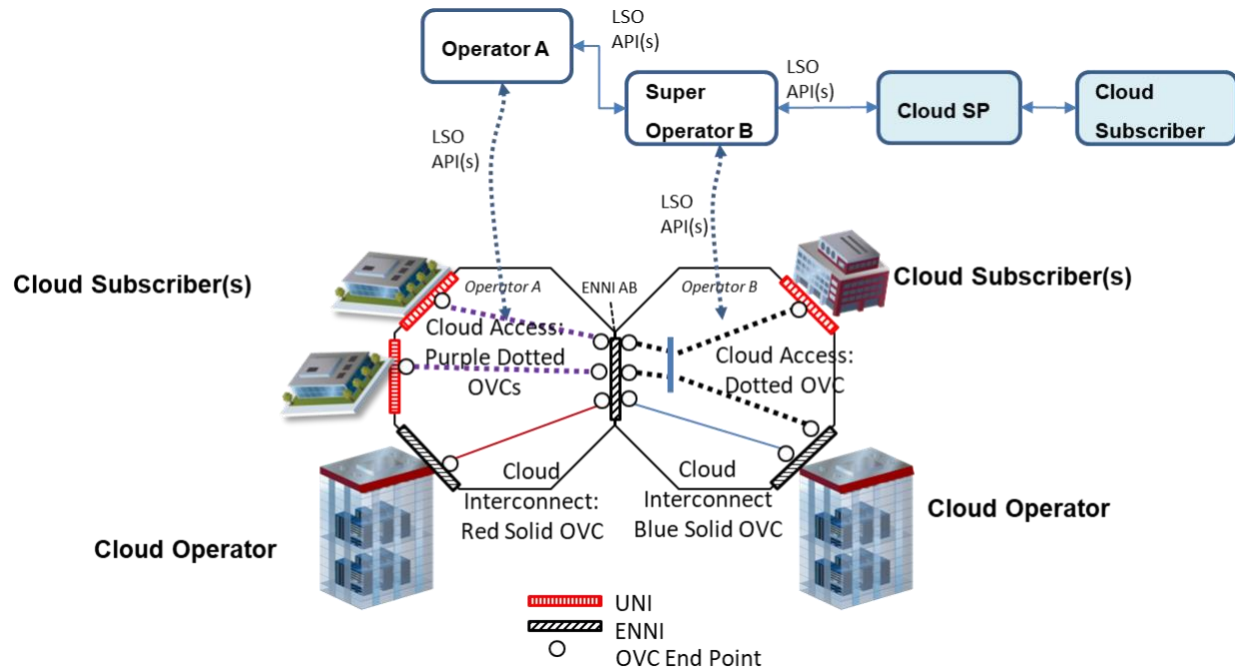 LSO
API(s)
Operator A
LSO
API(s)
Super
Operator B
Cloud SP
Cloud
Subscriber
LSO
API(s)
LSO
API(s)
Cloud Subscriber(s)
Cloud Subscriber(s)
Operator A
ENNI AB
Operator B
Cloud Access:
Purple Dotted
OVCs
Cloud Access:
Dotted OVC
Cloud
Interconnect:
Red Solid OVC
Cloud
Interconnect
Blue Solid OVC
Cloud Operator
Cloud Operator
UNI
ENNI
OVC End Point